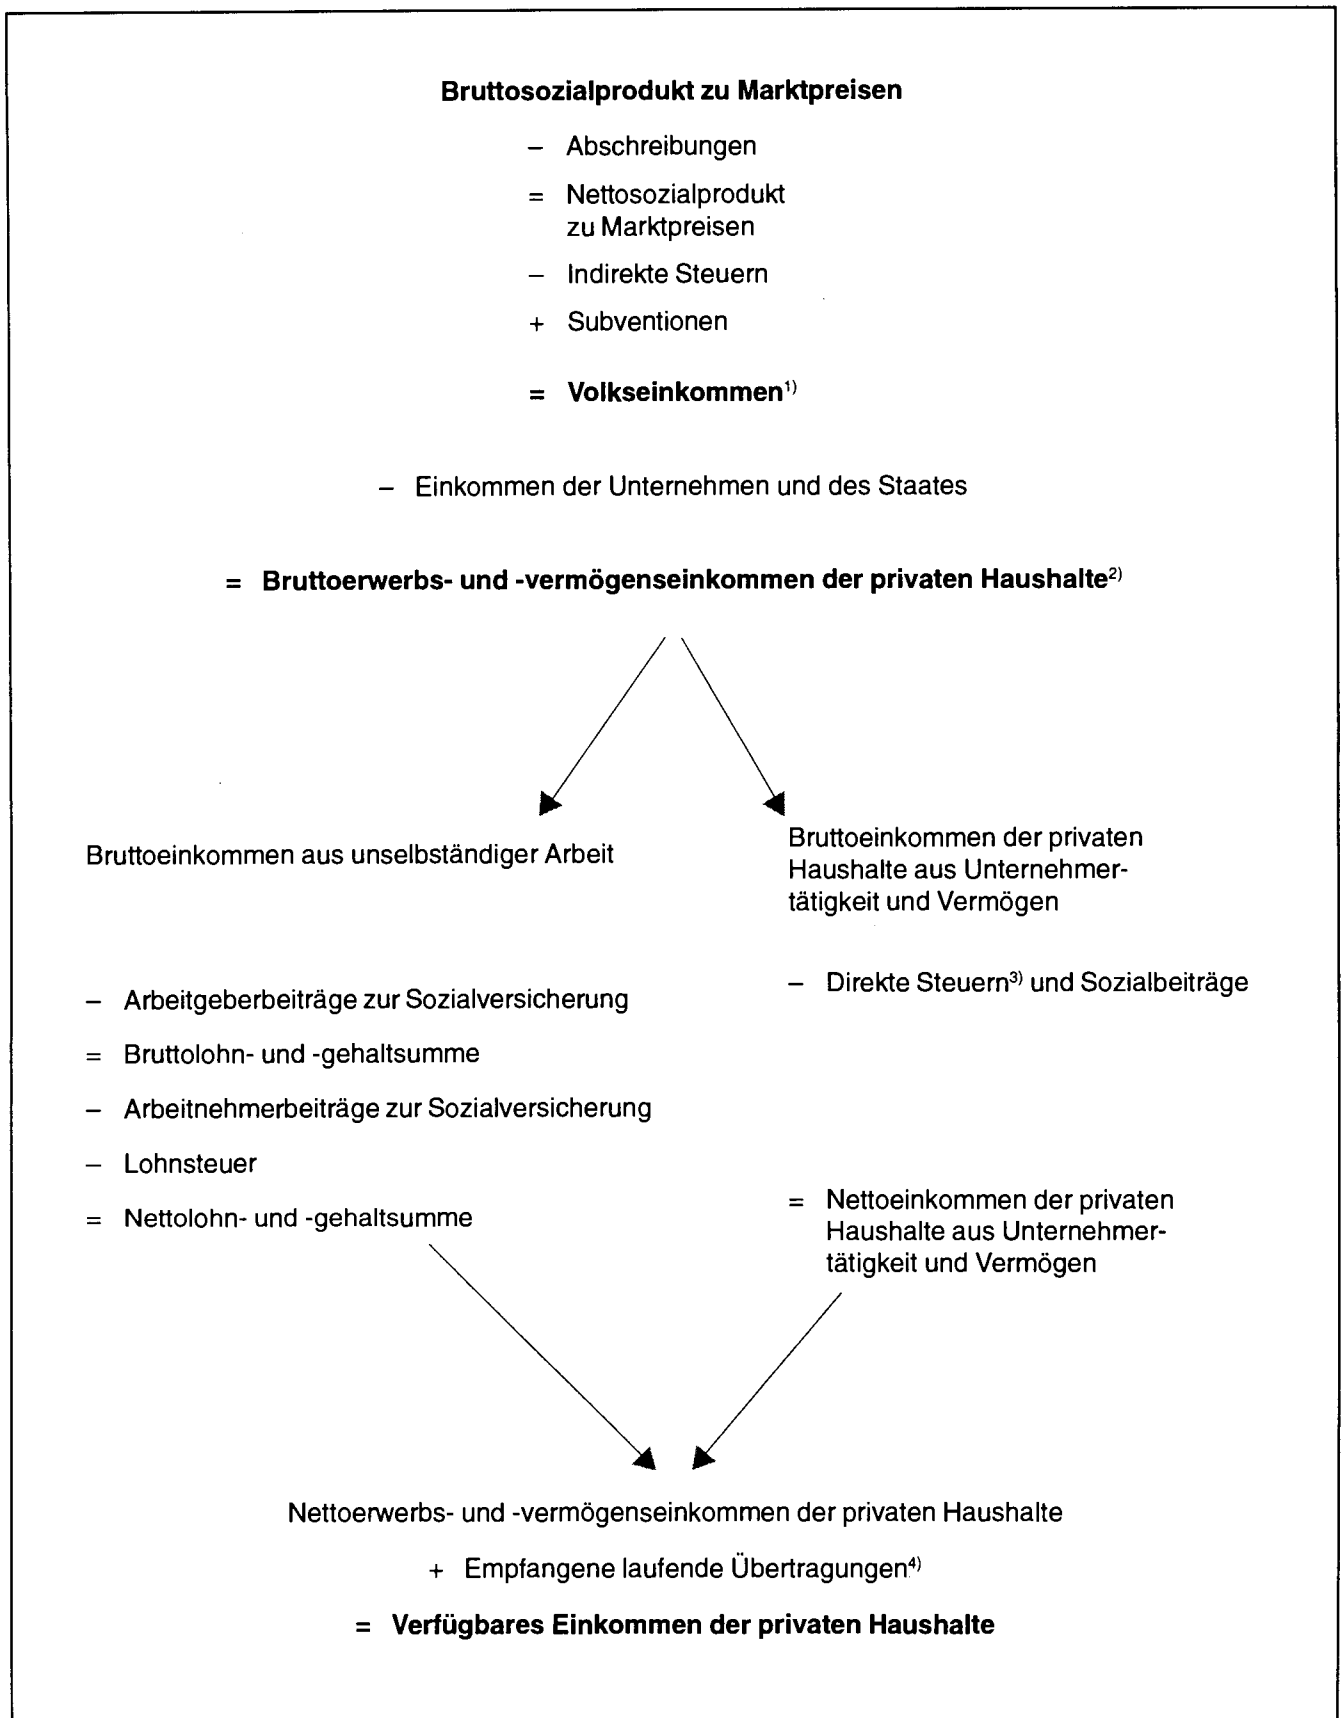 Bruttosozialprodukt zu Marktpreisen
– Abschreibungen
= Nettosozialprodukt
zu Marktpreisen
– Indirekte Steuern
+ Subventionen
= Volkseinkommen¹⁾
– Einkommen der Unternehmen und des Staates
= Bruttoerwerbs- und -vermögenseinkommen der privaten Haushalte²⁾
Bruttoeinkommen aus unselbständiger Arbeit
– Arbeitgeberbeiträge zur Sozialversicherung
= Bruttolohn- und -gehaltsumme
– Arbeitnehmerbeiträge zur Sozialversicherung
– Lohnsteuer
= Nettolohn- und -gehaltsumme
Bruttoeinkommen der privaten
Haushalte aus Unternehmer-
tätigkeit und Vermögen
– Direkte Steuern³⁾ und Sozialbeiträge
= Nettoeinkommen der privaten
Haushalte aus Unternehmer-
tätigkeit und Vermögen
Nettoerwerbs- und -vermögenseinkommen der privaten Haushalte
+ Empfangene laufende Übertragungen⁴⁾
= Verfügbares Einkommen der privaten Haushalte